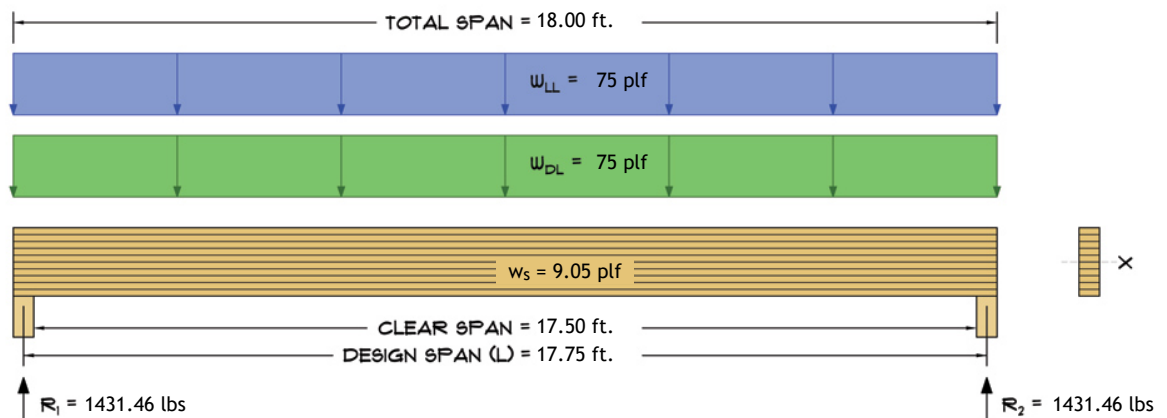 TOTAL SPAN = 18.00 ft.
wLL = 75 plf
wDL = 75 plf
wS = 9.05 plf
X
CLEAR SPAN = 17.50 ft.
DESIGN SPAN (L) = 17.75 ft.
R1 = 1431.46 lbs
R2 = 1431.46 lbs